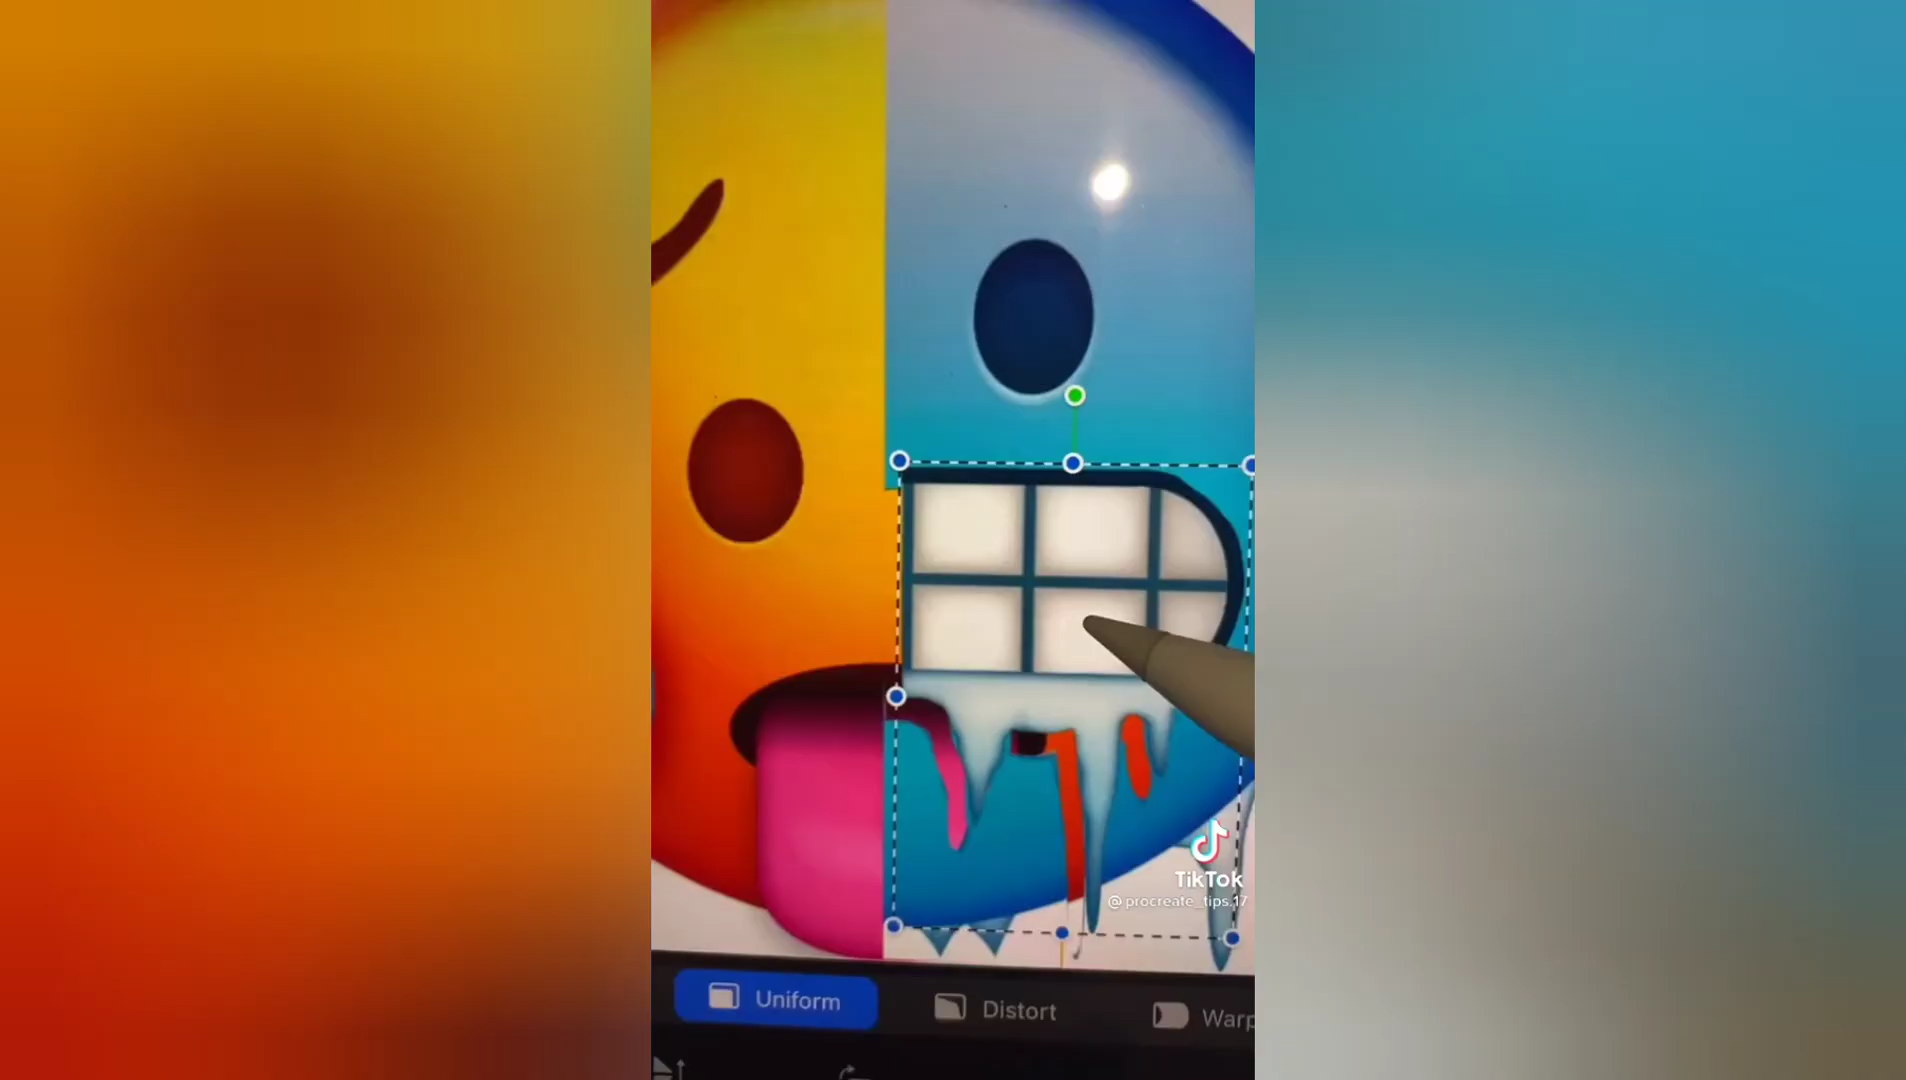 TikTok
@ procreate_tips.17
Uniform
Distort
Warp